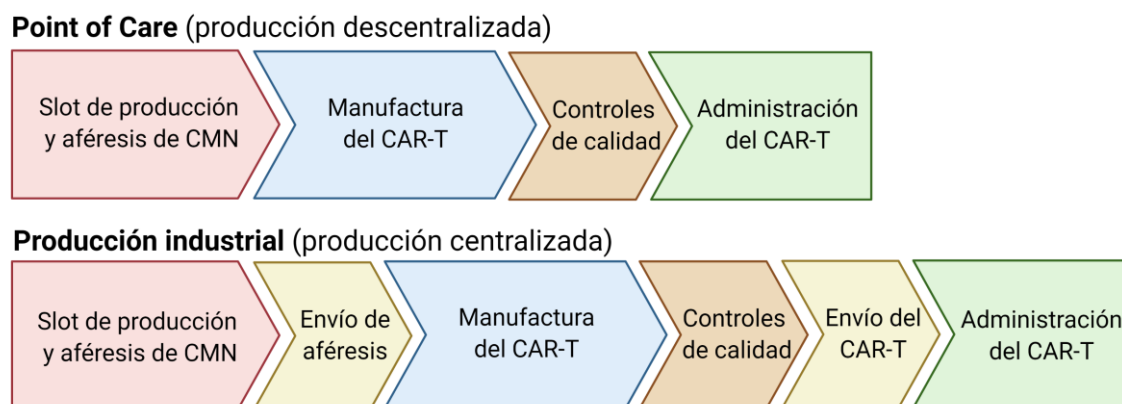 Point of Care (producción descentralizada)
Slot de producción
y aféresis de CMN
Manufactura
del CAR-T
Controles
de calidad
Administración
del CAR-T
Producción industrial (producción centralizada)
Slot de producción
y aféresis de CMN
Envío de
aféresis
Manufactura
del CAR-T
Controles
de calidad
Envío del
CAR-T
Administración
del CAR-T